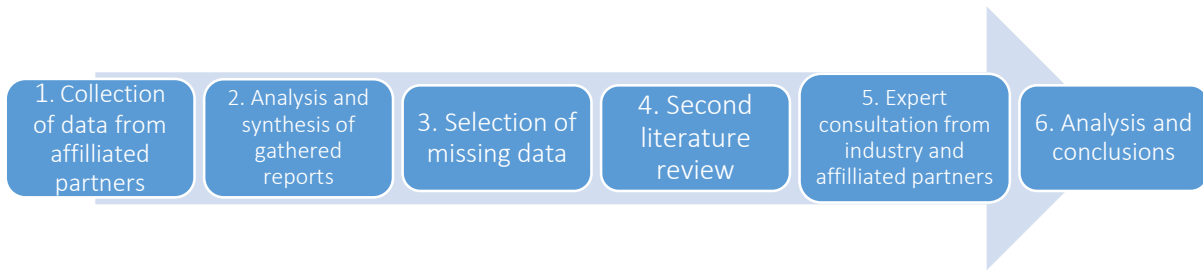 1. Collection
of data from
affilliated
partners
2. Analysis and
synthesis of
gathered
reports
3. Selection of
missing data
4. Second
literature
review
5. Expert
consultation from
industry and
affilliated partners
6. Analysis and
conclusions